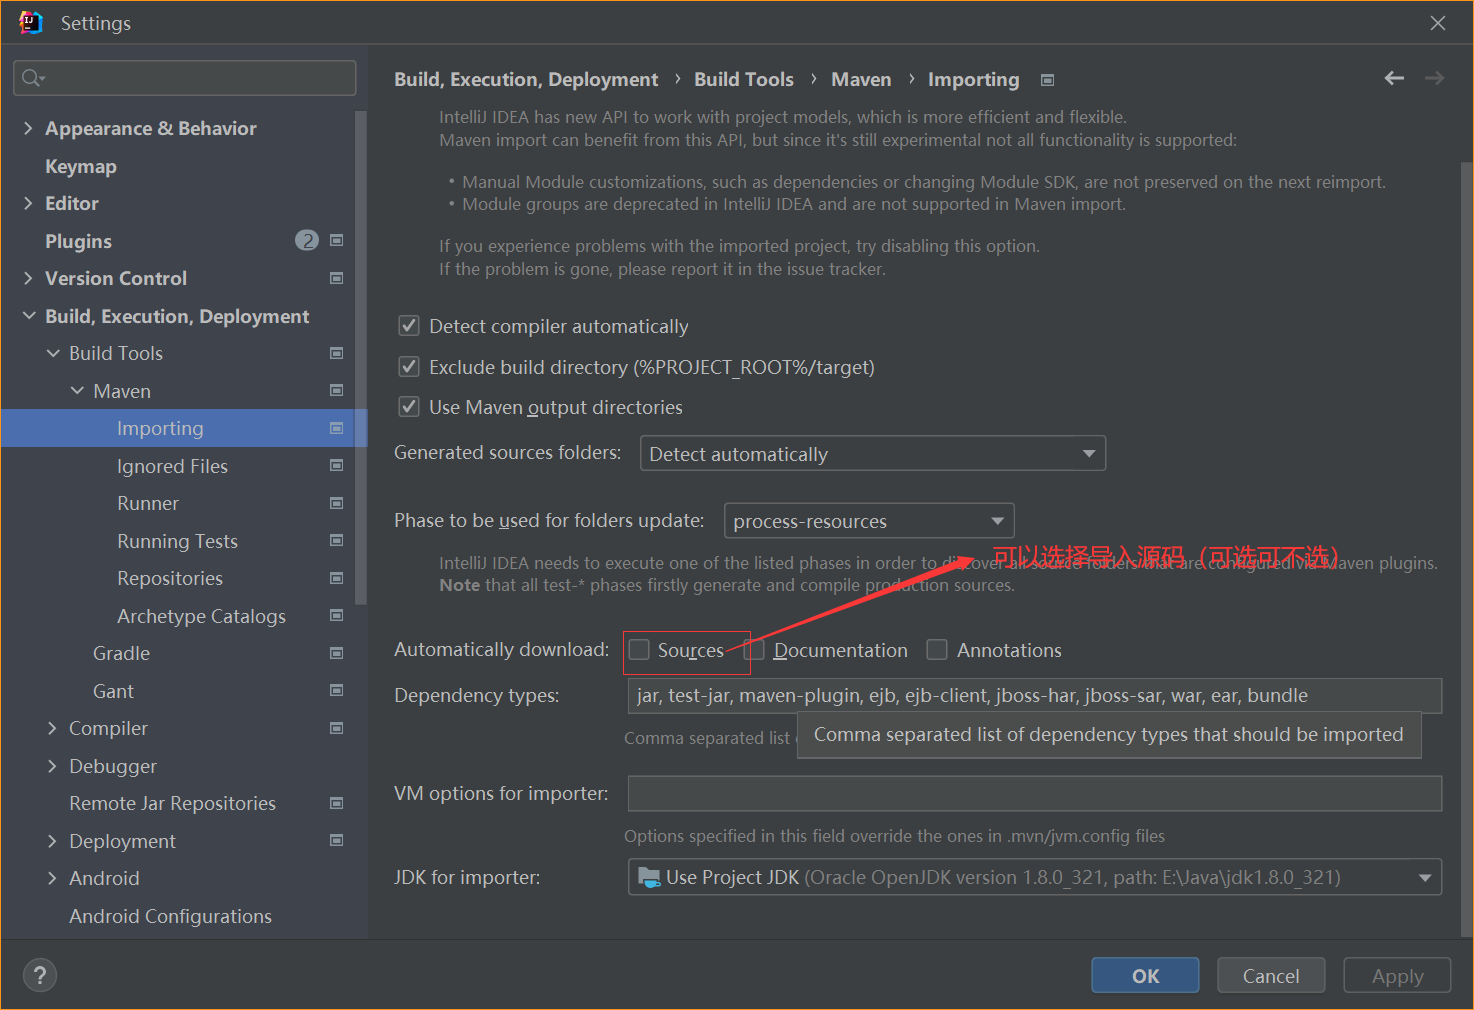 Settings
Build, Execution, Deployment › Build Tools › Maven › Importing
Appearance & Behavior
Keymap
Editor
Plugins 2
Version Control
Build, Execution, Deployment
Build Tools
Maven
Importing
Ignored Files
Runner
Running Tests
Repositories
Archetype Catalogs
Gradle
Gant
Compiler
Debugger
Remote Jar Repositories
Deployment
Android
Android Configurations
IntelliJ IDEA has new API to work with project models, which is more efficient and flexible.
Maven import can benefit from this API, but since it's still experimental not all functionality is supported:
• Manual Module customizations, such as dependencies or changing Module SDK, are not preserved on the next reimport.
• Module groups are deprecated in IntelliJ IDEA and are not supported in Maven import.
If you experience problems with the imported project, try disabling this option.
If the problem is gone, please report it in the issue tracker.
Detect compiler automatically
Exclude build directory (%PROJECT_ROOT%/target)
Use Maven output directories
Generated sources folders: Detect automatically
Phase to be used for folders update: process-resources
可以选择导入源码（可选可不选）
IntelliJ IDEA needs to execute one of the listed phases in order to discover all source folders that are configured via Maven plugins.
Note that all test-* phases firstly generate and compile production sources.
Automatically download: Sources Documentation Annotations
Dependency types: jar, test-jar, maven-plugin, ejb, ejb-client, jboss-har, jboss-sar, war, ear, bundle
Comma separated list
Comma separated list of dependency types that should be imported
VM options for importer:
Options specified in this field override the ones in .mvn/jvm.config files
JDK for importer: Use Project JDK (Oracle OpenJDK version 1.8.0_321, path: E:\Java\jdk1.8.0_321)
? OK Cancel Apply